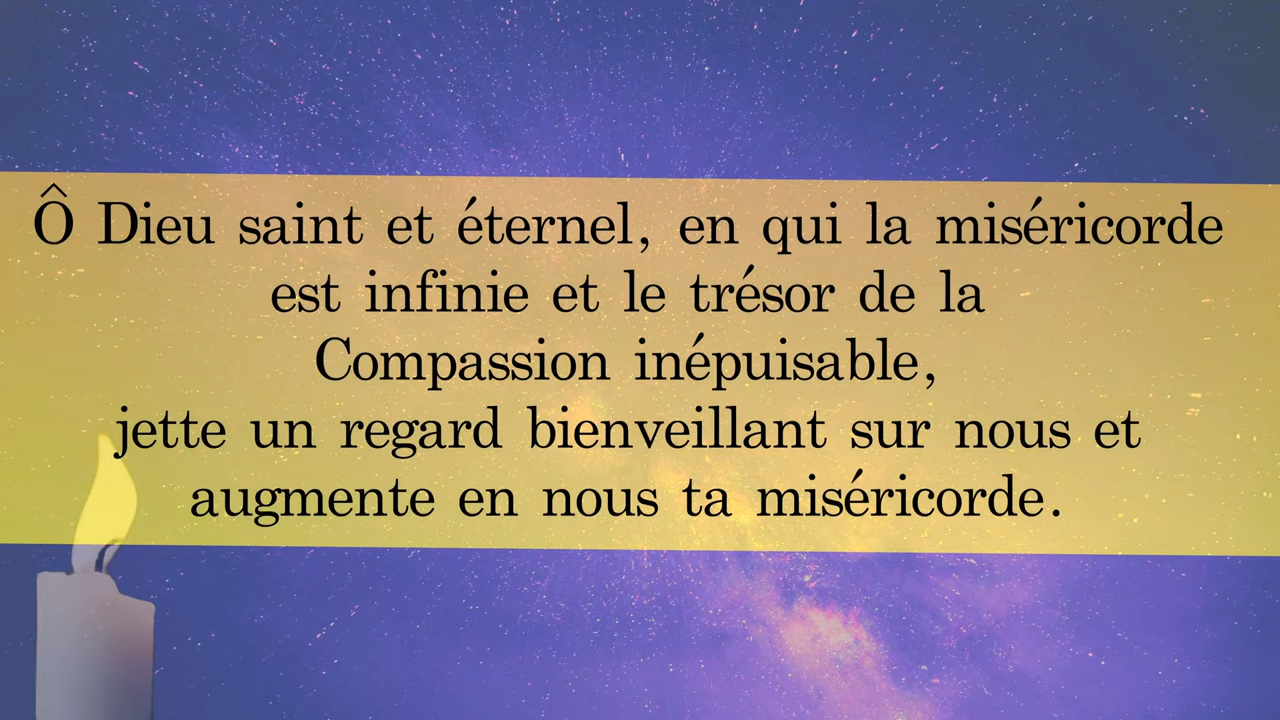 Ô Dieu saint et éternel, en qui la miséricorde
est infinie et le trésor de la
Compassion inépuisable,
jette un regard bienveillant sur nous et
augmente en nous ta miséricorde.